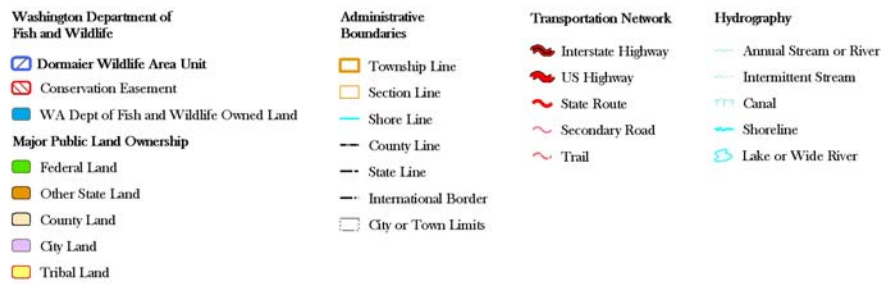 Washington Department of
Fish and Wildlife
Dormaier Wildlife Area Unit
Conservation Easement
WA Dept of Fish and Wildlife Owned Land
Major Public Land Ownership
Federal Land
Other State Land
County Land
City Land
Tribal Land
Administrative
Boundaries
Township Line
Section Line
Shore Line
County Line
State Line
International Border
City or Town Limits
Transportation Network
Interstate Highway
US Highway
State Route
Secondary Road
Trail
Hydrography
Annual Stream or River
Intermittent Stream
Canal
Shoreline
Lake or Wide River